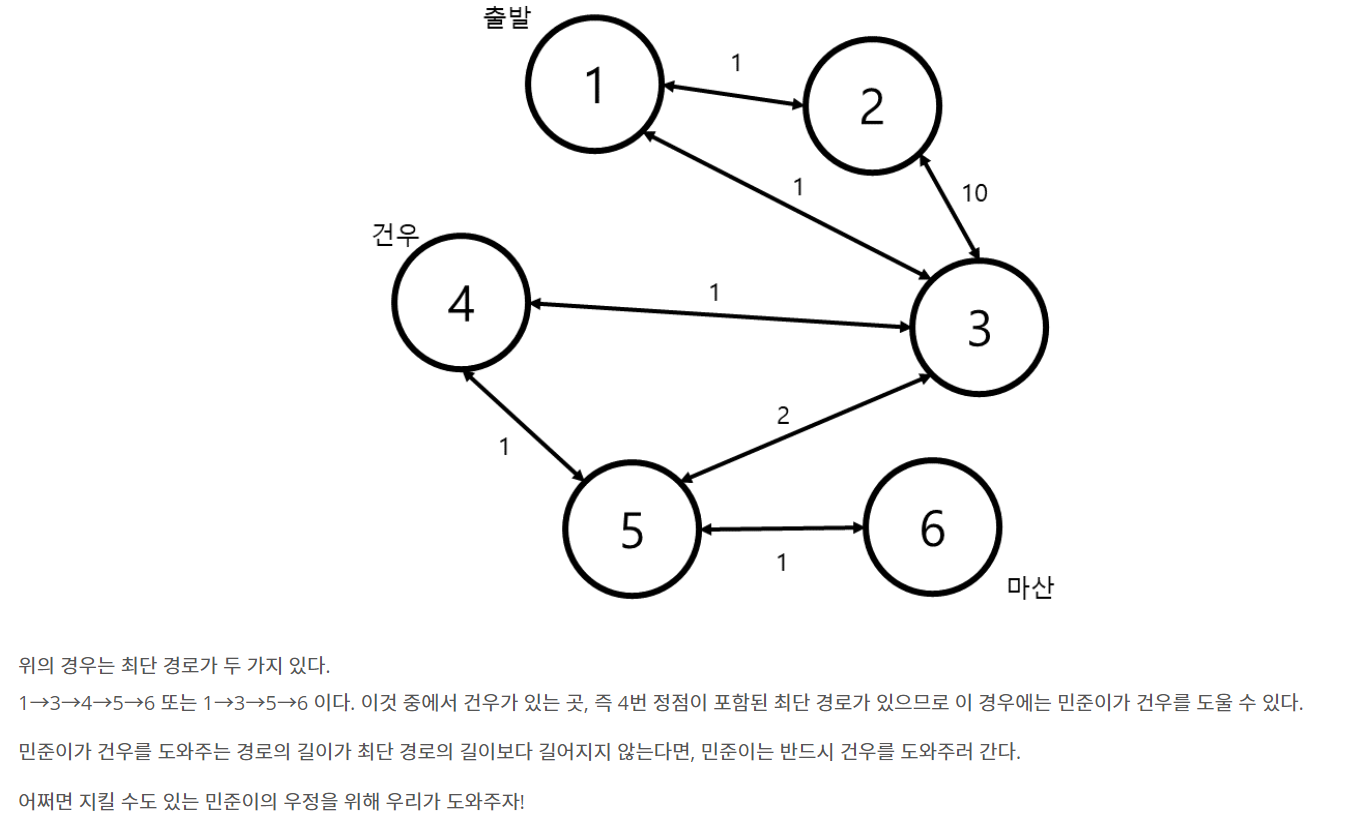 출발
1
1
2
1
10
건우
4
1
3
2
1
5
6
1
마산
위의 경우는 최단 경로가 두 가지 있다.
1→3→4→5→6 또는 1→3→5→6 이다. 이것 중에서 건우가 있는 곳, 즉 4번 정점이 포함된 최단 경로가 있으므로 이 경우에는 민준이가 건우를 도울 수 있다.
민준이가 건우를 도와주는 경로의 길이가 최단 경로의 길이보다 길어지지 않는다면, 민준이는 반드시 건우를 도와주러 간다.
어쩌면 지킬 수도 있는 민준이의 우정을 위해 우리가 도와주자!